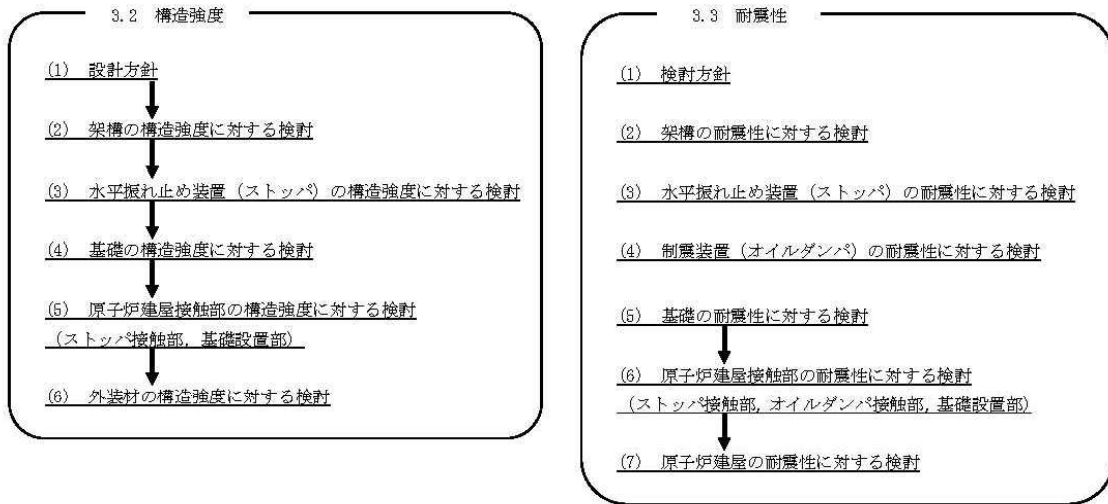 3.2 構造強度
(1) 設計方針
(2) 架構の構造強度に対する検討
(3) 水平振れ止め装置（ストッパ）の構造強度に対する検討
(4) 基礎の構造強度に対する検討
(5) 原子炉建屋接触部の構造強度に対する検討
（ストッパ接触部, 基礎設置部）
(6) 外装材の構造強度に対する検討
3.3 耐震性
(1) 検討方針
(2) 架構の耐震性に対する検討
(3) 水平振れ止め装置（ストッパ）の耐震性に対する検討
(4) 制震装置（オイルダンパ）の耐震性に対する検討
(5) 基礎の耐震性に対する検討
(6) 原子炉建屋接触部の耐震性に対する検討
（ストッパ接触部, オイルダンパ接触部, 基礎設置部）
(7) 原子炉建屋の耐震性に対する検討